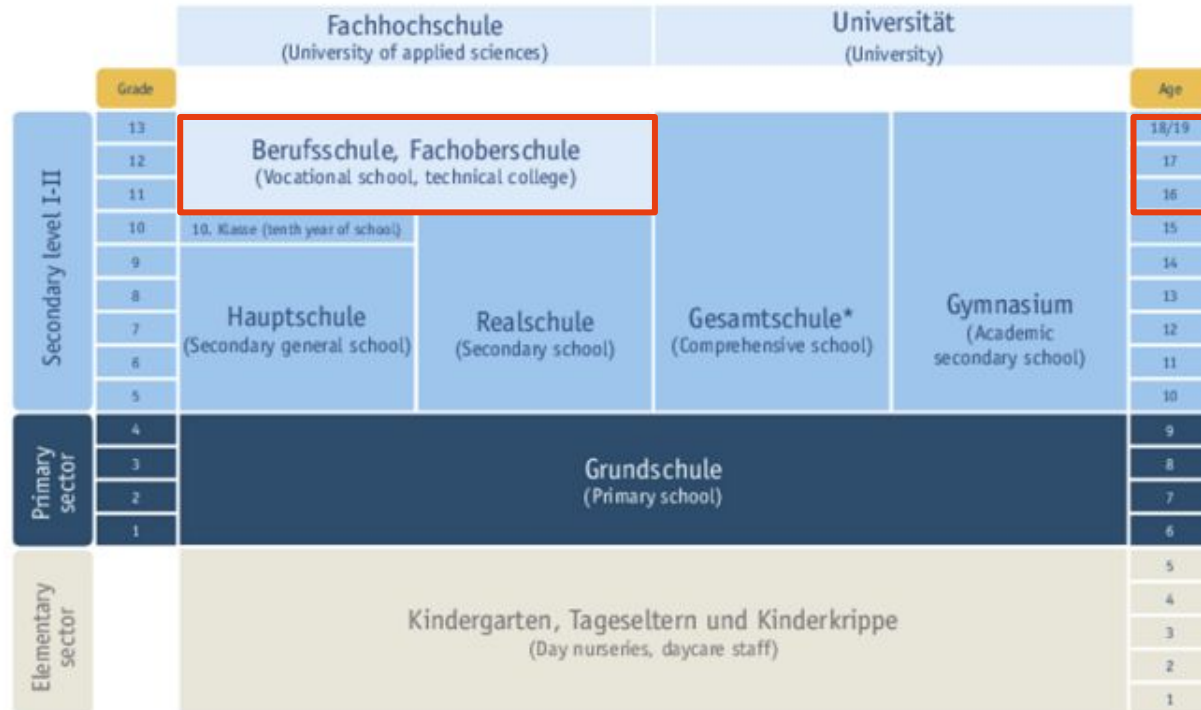 Fachhochschule
(University of applied sciences)
Universität
(University)
Grade
Age
Secondary level I-II
13
12
11
10
9
8
7
6
5
Berufsschule, Fachoberschule
(Vocational school, technical college)
10. Klasse (tenth year of school)
Hauptschule
(Secondary general school)
Realschule
(Secondary school)
Gesamtschule*
(Comprehensive school)
Gymnasium
(Academic
secondary school)
18/19
17
16
15
14
13
12
11
10
Primary
sector
4
3
2
1
Grundschule
(Primary school)
9
8
7
6
Elementary
sector
Kindergarten, Tageseltern und Kinderkrippe
(Day nurseries, daycare staff)
5
4
3
2
1